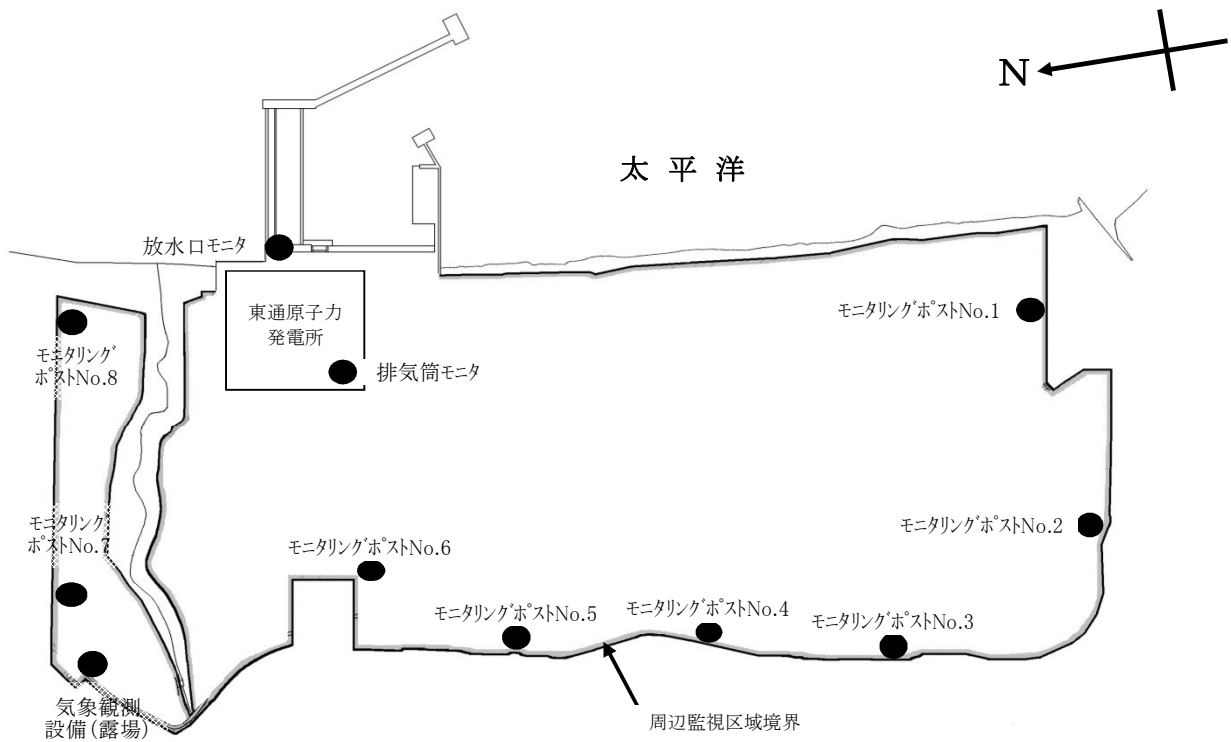 N
太平洋
放水口モニタ
東通原子力
発電所
排気筒モニタ
モニタリングポストNo.1
モニタリング
ポストNo.8
モニタリング
ポストNo.7
モニタリングポストNo.2
モニタリングポストNo.6
モニタリングポストNo.5
モニタリングポストNo.4
モニタリングポストNo.3
気象観測
設備(露場)
周辺監視区域境界